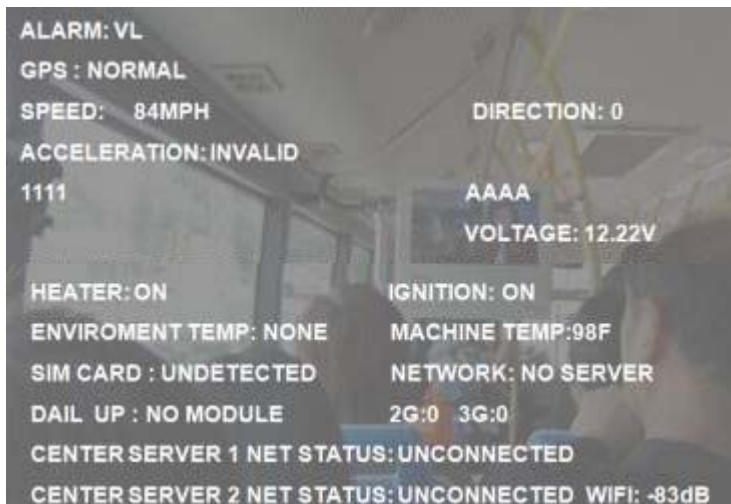 ALARM: VL
GPS : NORMAL
SPEED: 84MPH DIRECTION: 0
ACCELERATION: INVALID
1111 AAAA
VOLTAGE: 12.22V
HEATER: ON IGNITION: ON
ENVIROMENT TEMP: NONE MACHINE TEMP:98F
SIM CARD : UNDETECTED NETWORK: NO SERVER
DAIL UP : NO MODULE 2G:0 3G:0
CENTER SERVER 1 NET STATUS: UNCONNECTED
CENTER SERVER 2 NET STATUS: UNCONNECTED WIFI: -83dB